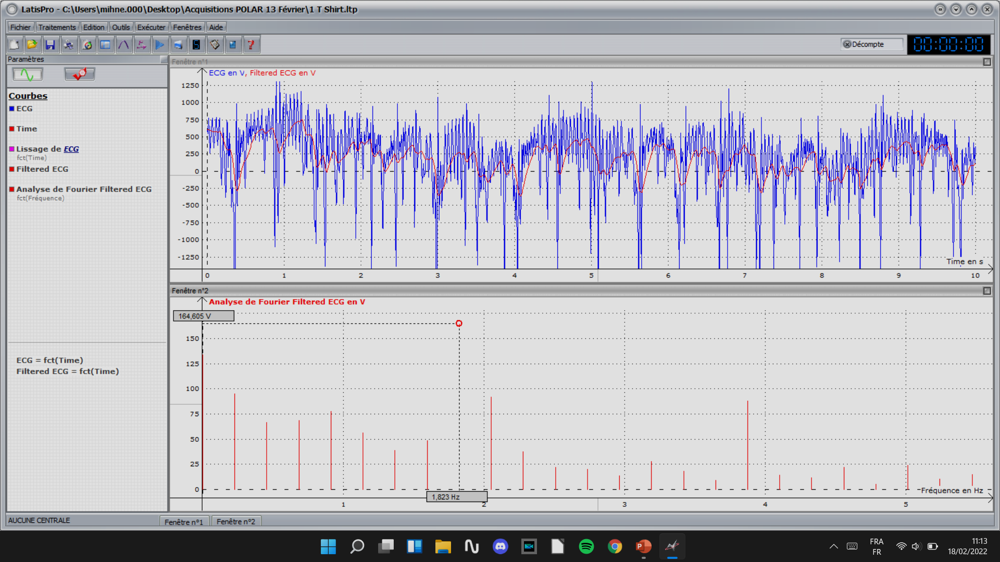 LatisPro - C:\Users\mihne.000\Desktop\Acquisitions POLAR 13 Février\1 T Shirt.ltp
Fichier Traitements Edition Outils Exécuter Fenêtres Aide
Décompte 00:00:00
Paramètres
Courbes
ECG
Time
Lissage de ECG
fct(Time)
Filtered ECG
Analyse de Fourier Filtered ECG
fct(Fréquence)
ECG = fct(Time)
Filtered ECG = fct(Time)
Fenêtre n°1
ECG en V, Filtered ECG en V
1250
1000
750
500
250
0
-250
-500
-750
-1000
-1250
Time en s
0 1 2 3 4 5 6 7 8 9 10
Fenêtre n°2
Analyse de Fourier Filtered ECG en V
164,605 V
150
125
100
75
50
25
0
Fréquence en Hz
1,823 Hz
1 2 3 4 5
AUCUNE CENTRALE Fenêtre n°1 Fenêtre n°2
FRA
FR
11:13
18/02/2022